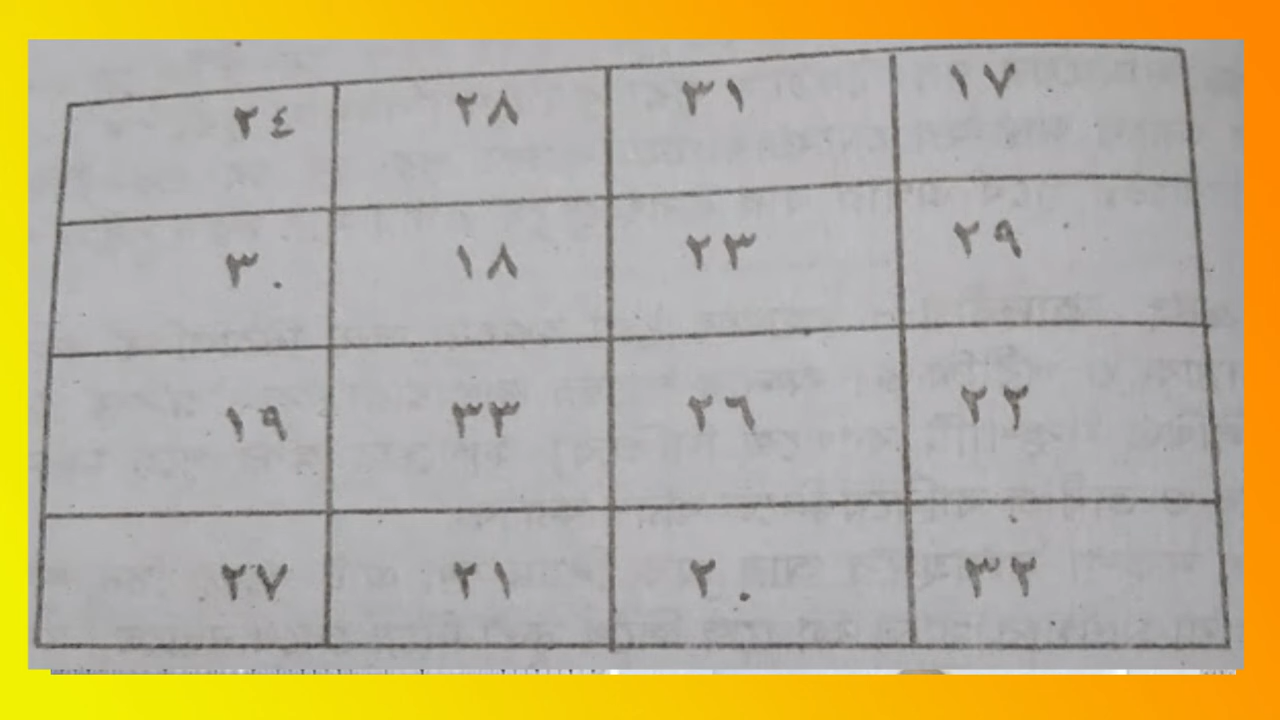 ٢٤ ٢٨ ٣١ ١٧
٣٠ ١٨ ٢٣ ٢٩
١٩ ٣٣ ٢٦ ٢٢
٢٧ ٢١ ٢٠ ٣٢